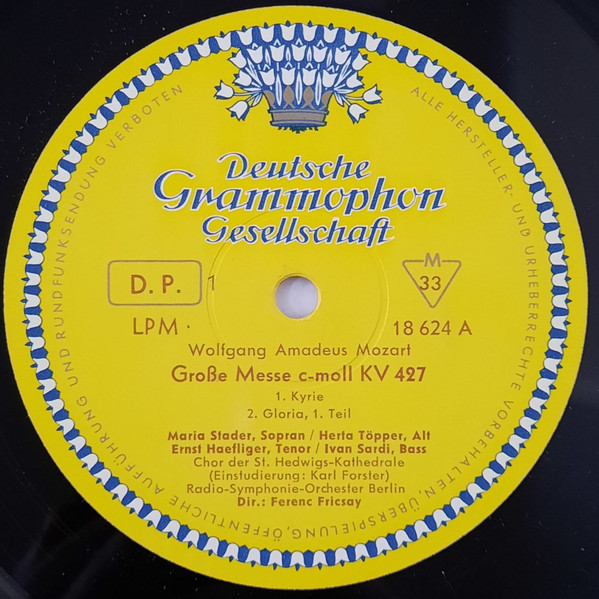 Deutsche
Grammophon
Gesellschaft
D. P. 1
M
33
LPM · 18 624 A
Wolfgang Amadeus Mozart
Große Messe c-moll KV 427
1. Kyrie
2. Gloria, 1. Teil
Maria Stader, Sopran / Herta Töpper, Alt
Ernst Haefliger, Tenor / Ivan Sardi, Bass
Chor der St. Hedwigs-Kathedrale
(Einstudierung: Karl Forster)
Radio-Symphonie-Orchester Berlin
Dir.: Ferenc Fricsay
ALLE HERSTELLER- UND URHEBERRECHTE VORBEHALTEN · ÜBERSPIELUNG, ÖFFENTLICHE AUFFÜHRUNG UND RUNDFUNKSENDUNG VERBOTEN